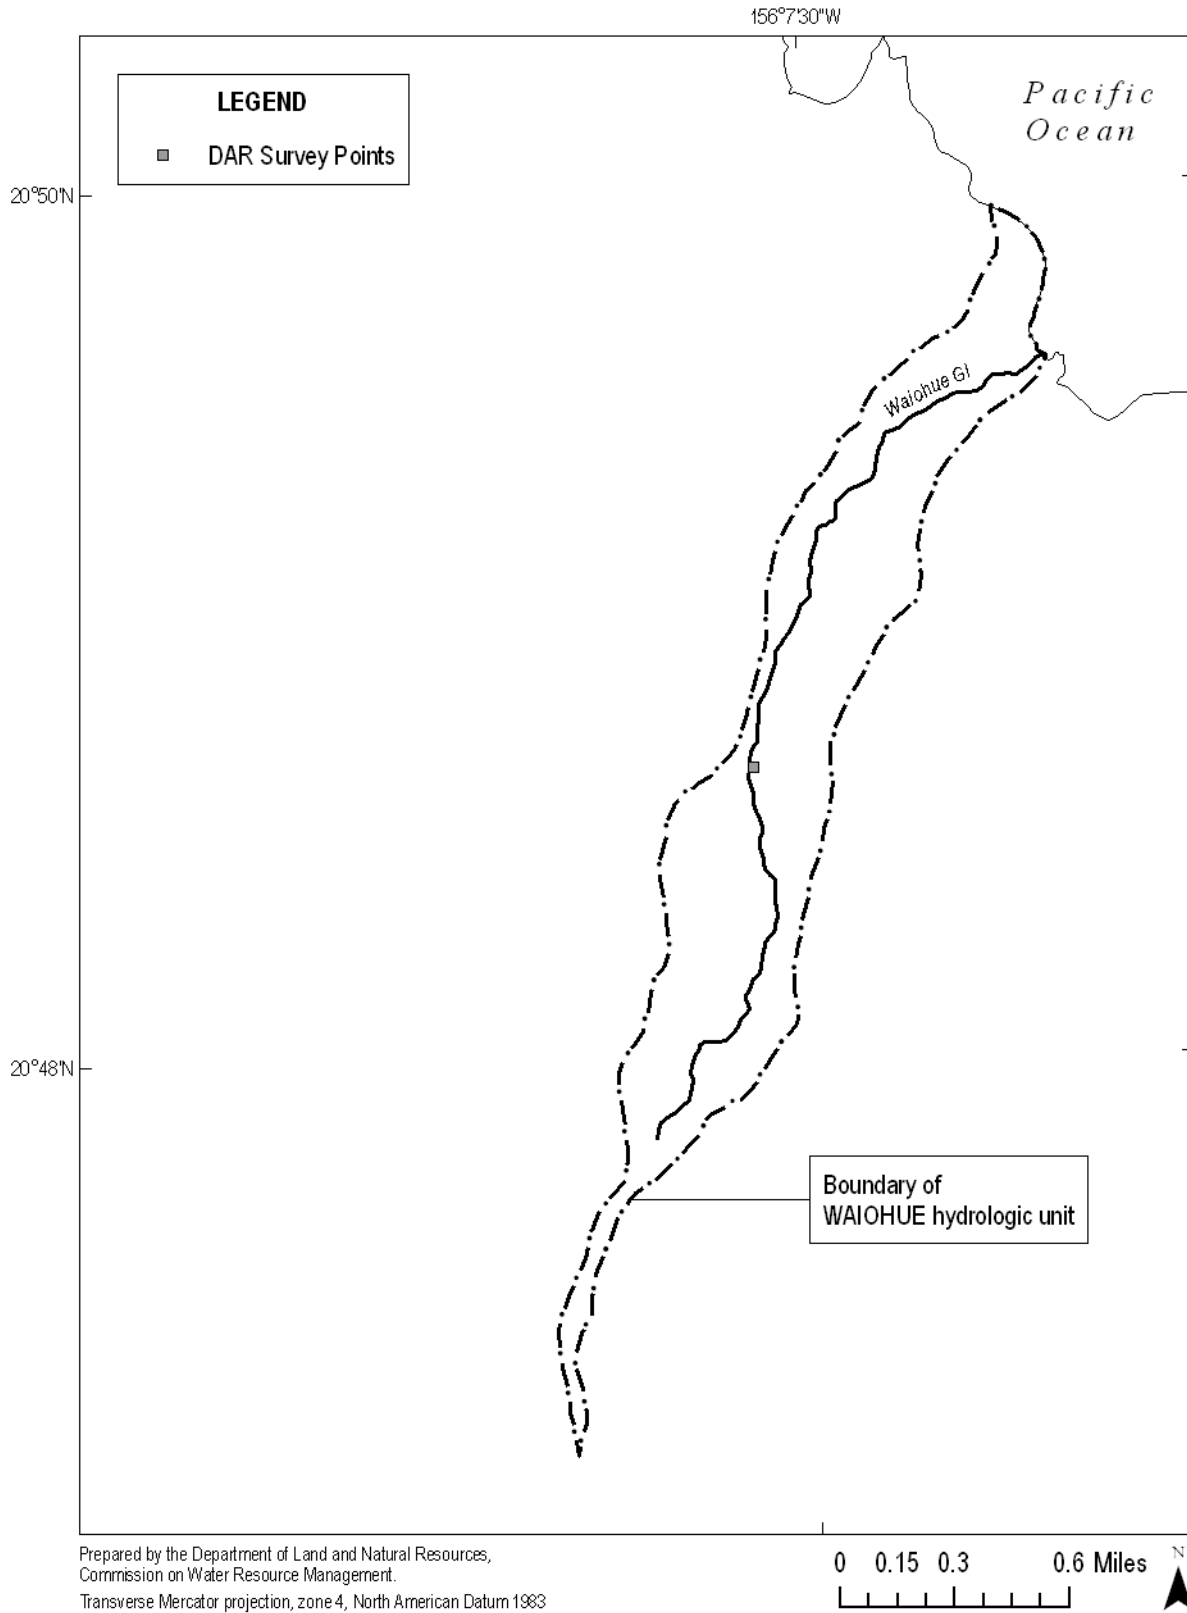 156°7'30"W
LEGEND
DAR Survey Points
Pacific
Ocean
20°50'N
Waiohue Gl
20°48'N
Boundary of
WAIOHUE hydrologic unit
Prepared by the Department of Land and Natural Resources,
Commission on Water Resource Management.
Transverse Mercator projection, zone 4, North American Datum 1983
0 0.15 0.3 0.6 Miles
N